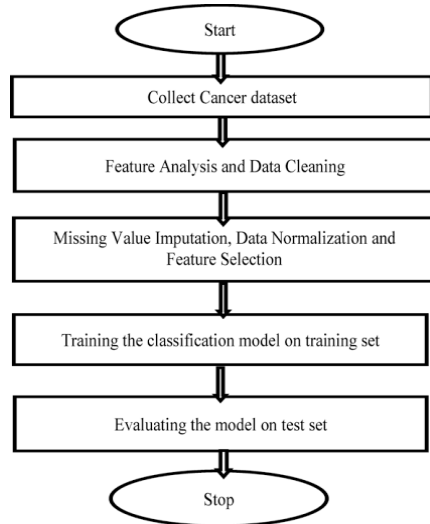 Start
Collect Cancer dataset
Feature Analysis and Data Cleaning
Missing Value Imputation, Data Normalization and
Feature Selection
Training the classification model on training set
Evaluating the model on test set
Stop